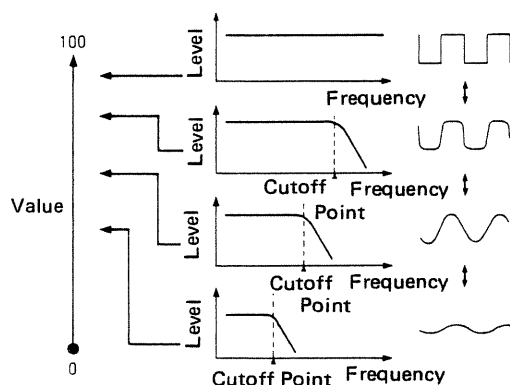 100
Level
Frequency
Level
Cutoff Frequency
Point
Value
Level
Cutoff Frequency
Point
Level
0
Frequency
Cutoff Point